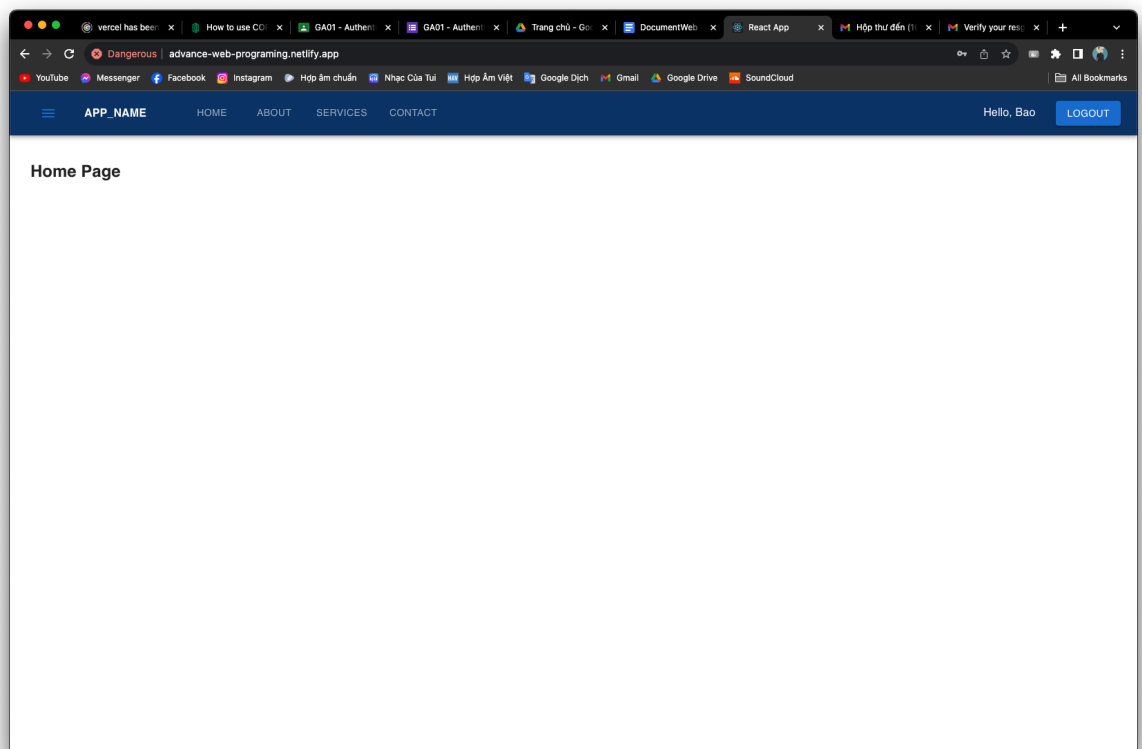 vercel has been How to use CO GA01 - Authent GA01 - Authent Trang chủ - Goo DocumentWeb React App Hộp thư đến (1 Verify your resg
Dangerous advance-web-programing.netlify.app
YouTube Messenger Facebook Instagram Hợp âm chuẩn Nhạc Của Tui Hợp Âm Việt Google Dịch Gmail Google Drive SoundCloud All Bookmarks
APP_NAME HOME ABOUT SERVICES CONTACT Hello, Bao LOGOUT
Home Page